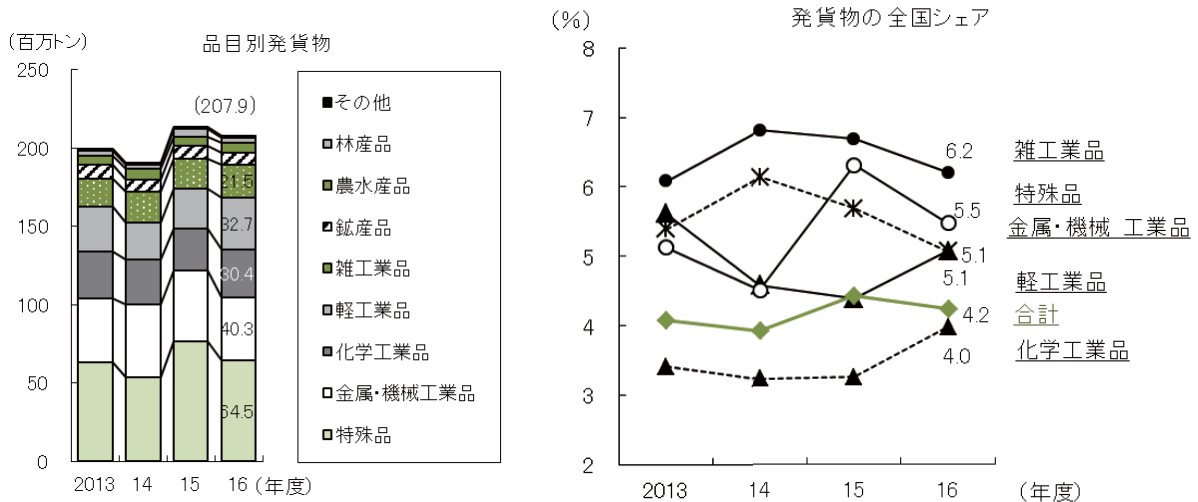 品目別発貨物
(百万トン)
250
200
150
100
50
0
(207.9)
21.5
32.7
30.4
40.3
64.5
2013
14
15
16
(年度)
その他
林産品
農水産品
鉱産品
雑工業品
軽工業品
化学工業品
金属・機械工業品
特殊品
発貨物の全国シェア
(%)
8
7
6
5
4
3
2
6.2
5.5
5.1
5.1
4.2
4.0
雑工業品
特殊品
金属・機械 工業品
軽工業品
合計
化学工業品
2013
14
15
16
(年度)